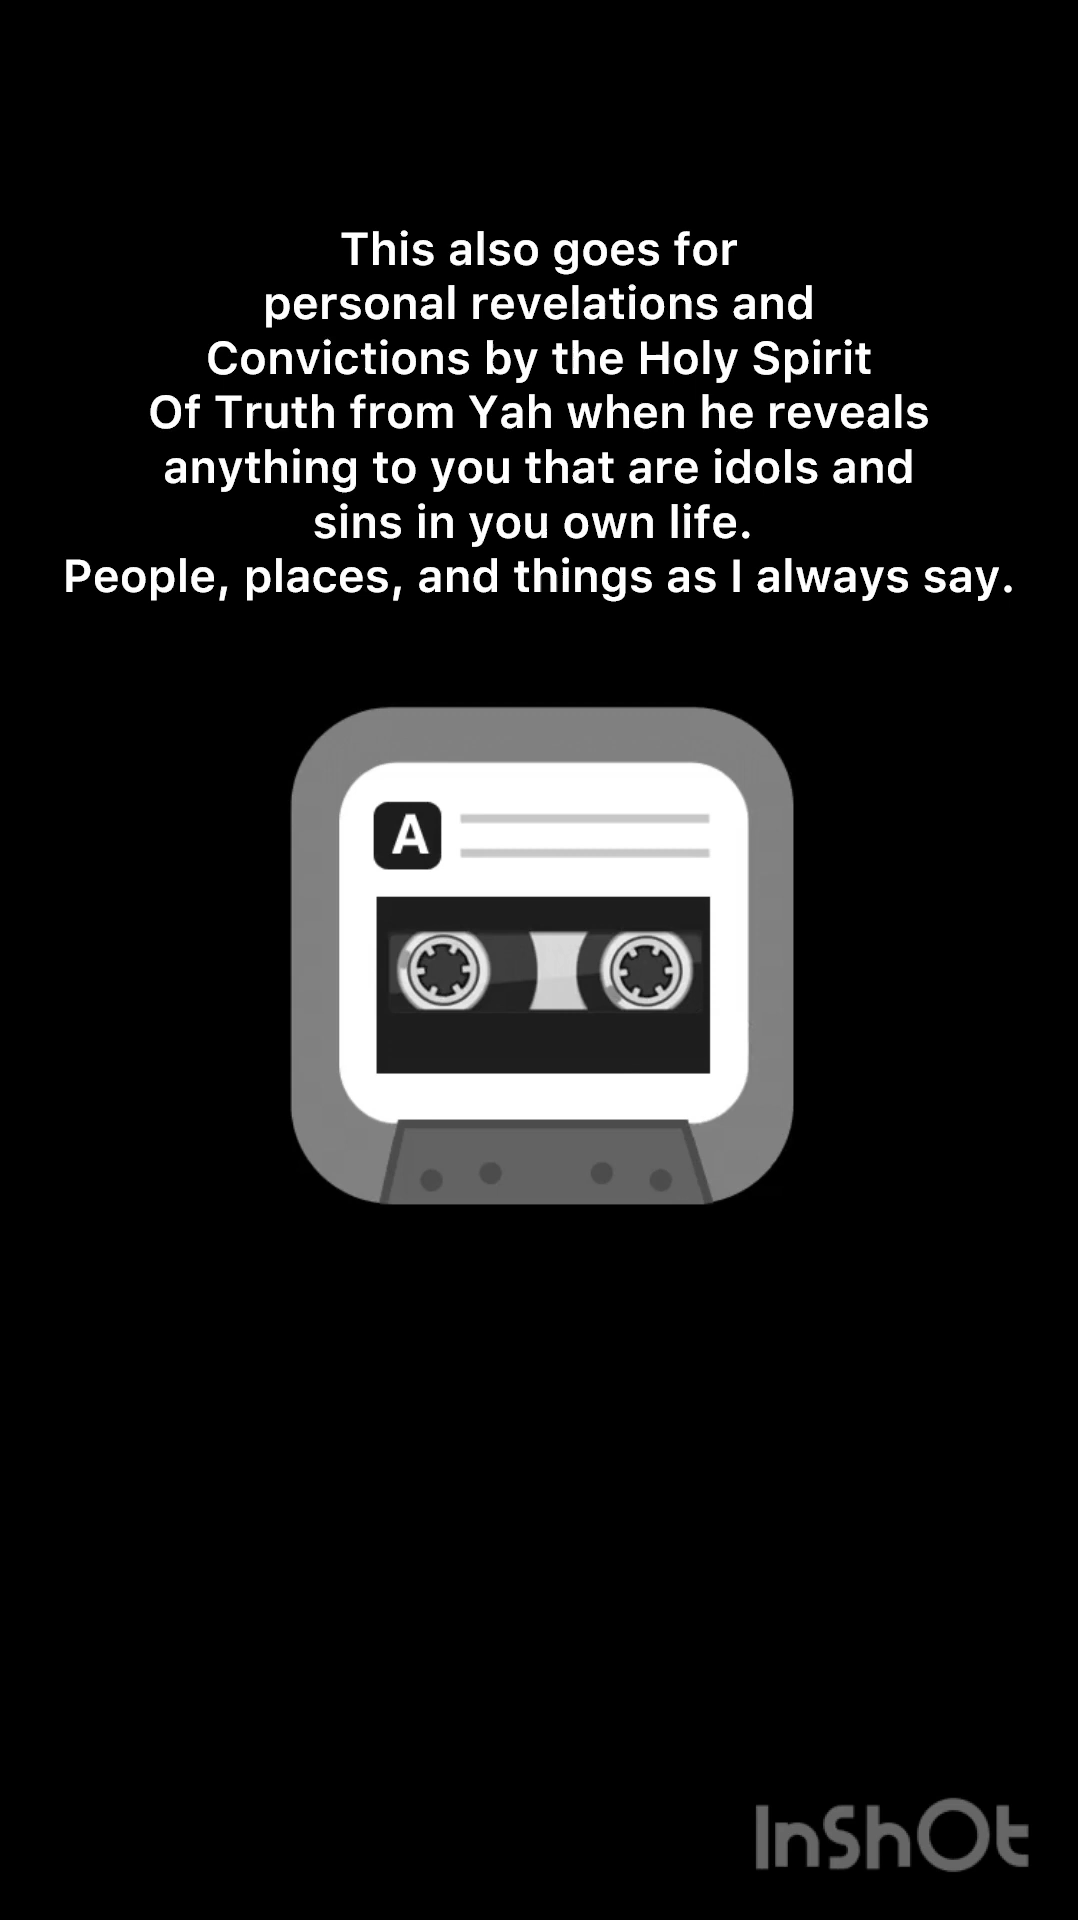 This also goes for
personal revelations and
Convictions by the Holy Spirit
Of Truth from Yah when he reveals
anything to you that are idols and
sins in you own life.
People, places, and things as I always say.
A
InShOt